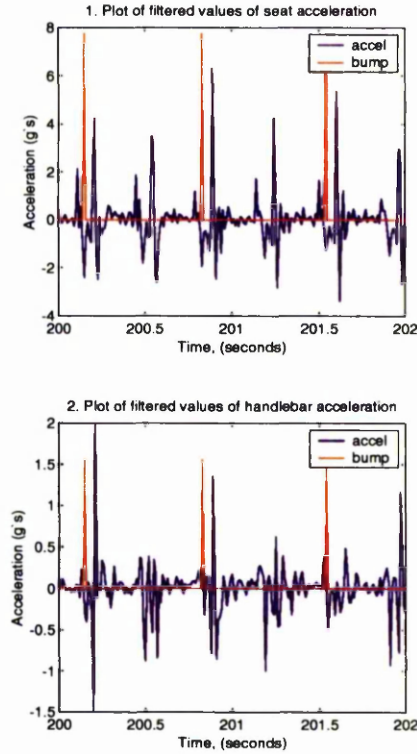 1. Plot of filtered values of seat acceleration
8
6
4
2
0
-2
-4
Acceleration (g's)
accel
bump
200
200.5
201
201.5
202
Time, (seconds)
2. Plot of filtered values of handlebar acceleration
2
1.5
1
0.5
0
-0.5
-1
-1.5
Acceleration (g's)
accel
bump
200
200.5
201
201.5
202
Time, (seconds)